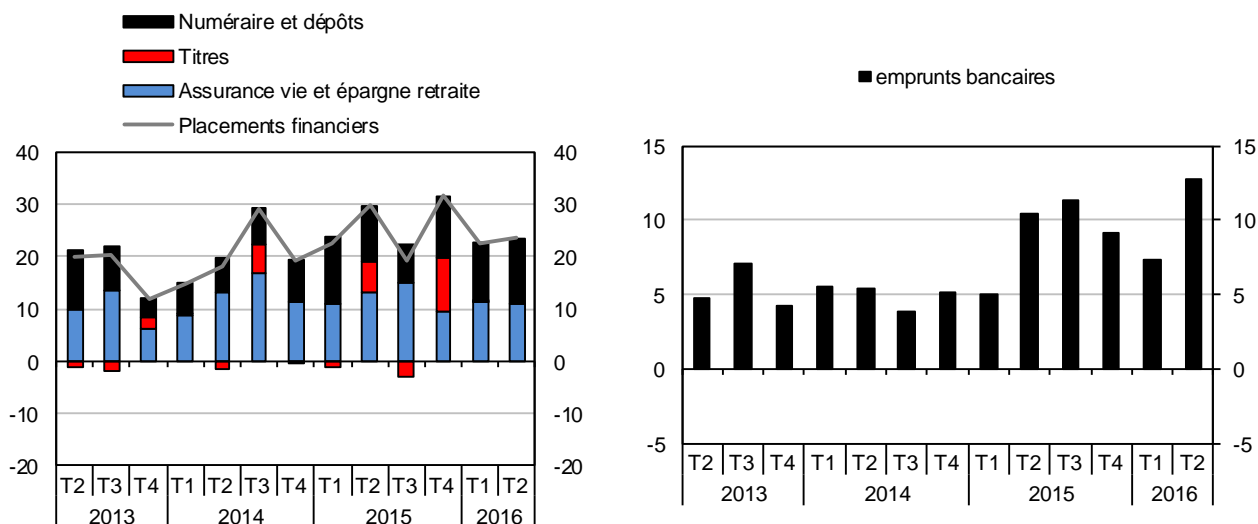 Numéraire et dépôts
Titres
Assurance vie et épargne retraite
Placements financiers
40 40
30 30
20 20
10 10
0 0
-10 -10
-20 -20
T2 T3 T4 T1 T2 T3 T4 T1 T2 T3 T4 T1 T2
2013 2014 2015 2016
emprunts bancaires
15 15
10 10
5 5
0 0
-5 -5
T2 T3 T4 T1 T2 T3 T4 T1 T2 T3 T4 T1 T2
2013 2014 2015 2016